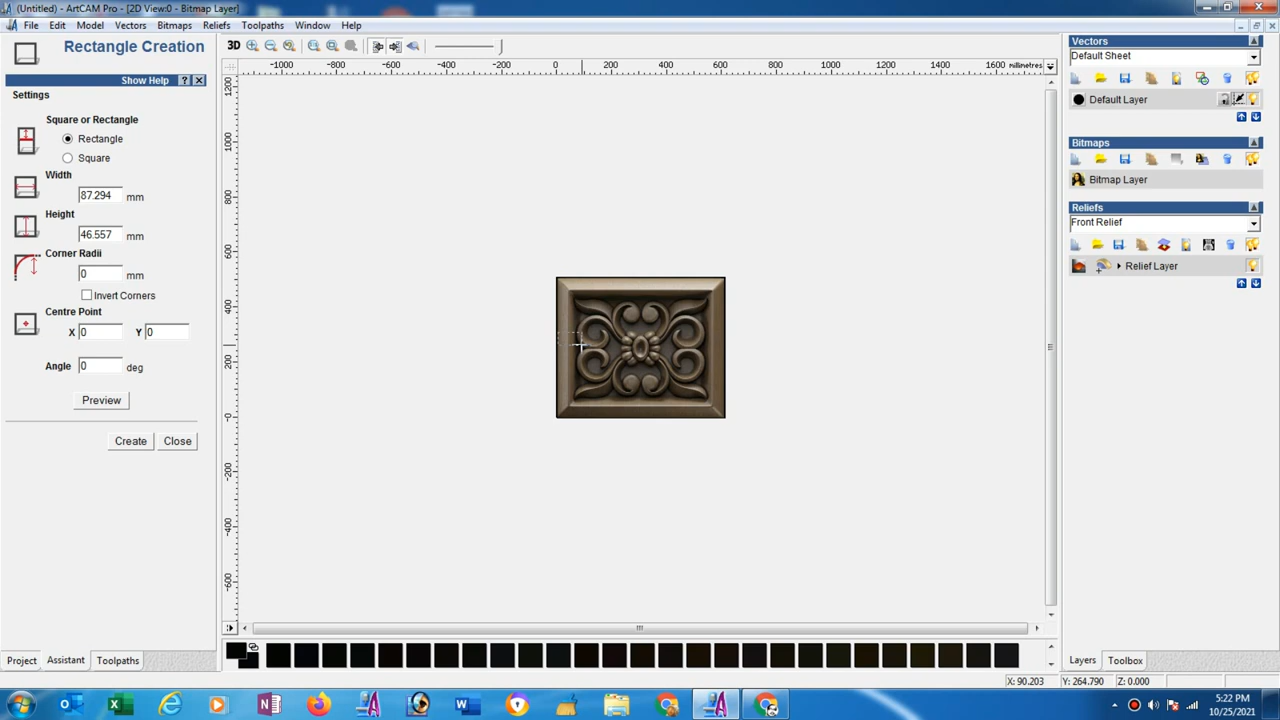 (Untitled) - ArtCAM Pro - [2D View:0 - Bitmap Layer]
File Edit Model Vectors Bitmaps Reliefs Toolpaths Window Help
Rectangle Creation
Show Help ? 
Settings
Square or Rectangle
Rectangle
Square
Width
87.294 mm
Height
46.557 mm
Corner Radii
0 mm
Invert Corners
Centre Point
X 0 Y 0
Angle 0 deg
Preview
Create Close
Project Assistant Toolpaths
3D
-1000 -800 -600 -400 -200 0 200 400 600 800 1000 1200 1400 1600 millimetres
1200
1000
800
600
400
200
-0
-200
-400
-600
Vectors
Default Sheet
Default Layer
Bitmaps
Bitmap Layer
Reliefs
Front Relief
Relief Layer
Layers Toolbox
X: 90.203 Y: 264.790 Z: 0.000
5:22 PM
10/25/2021